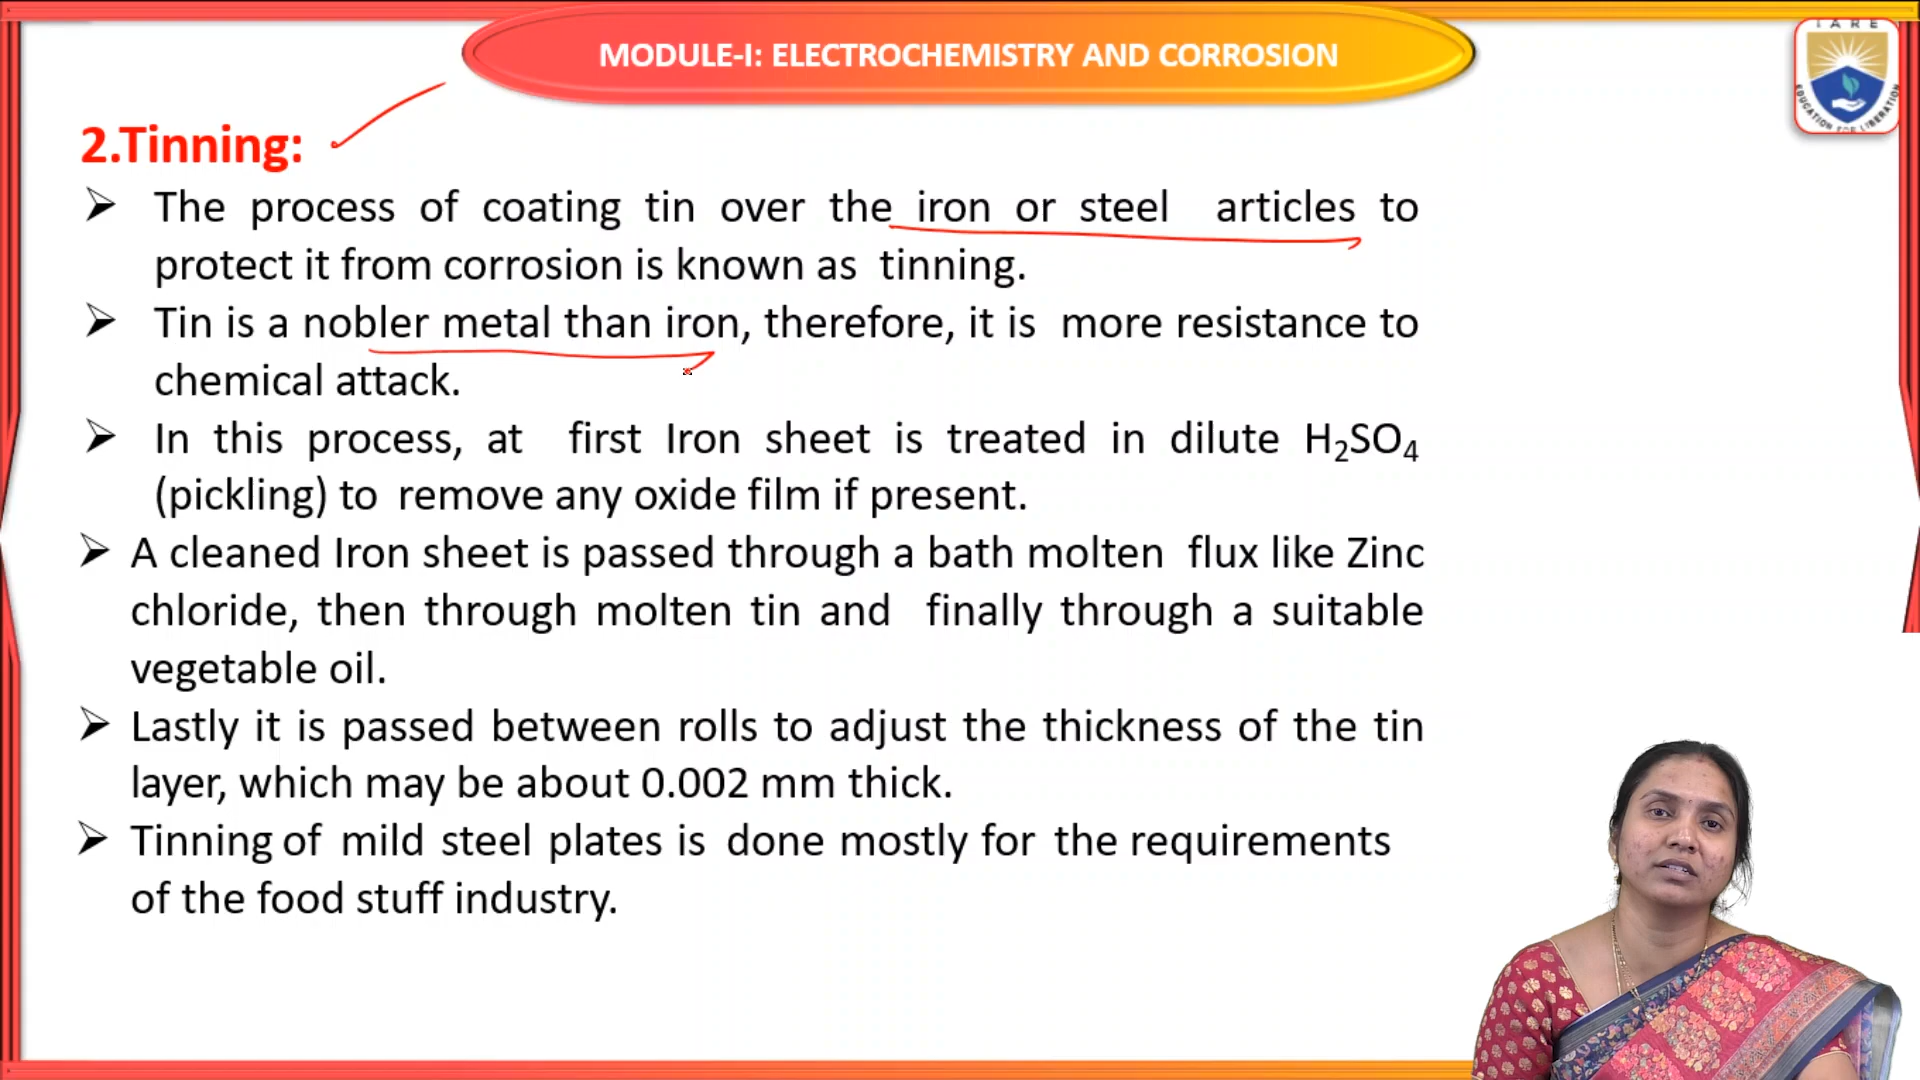 MODULE-I: ELECTROCHEMISTRY AND CORROSION
IARE
EDUCATION FOR LIBERATION
2.Tinning:
➢ The process of coating tin over the iron or steel articles to
protect it from corrosion is known as tinning.
➢ Tin is a nobler metal than iron, therefore, it is more resistance to
chemical attack.
➢ In this process, at first Iron sheet is treated in dilute H₂SO₄
(pickling) to remove any oxide film if present.
➢ A cleaned Iron sheet is passed through a bath molten flux like Zinc
chloride, then through molten tin and finally through a suitable
vegetable oil.
➢ Lastly it is passed between rolls to adjust the thickness of the tin
layer, which may be about 0.002 mm thick.
➢ Tinning of mild steel plates is done mostly for the requirements
of the food stuff industry.